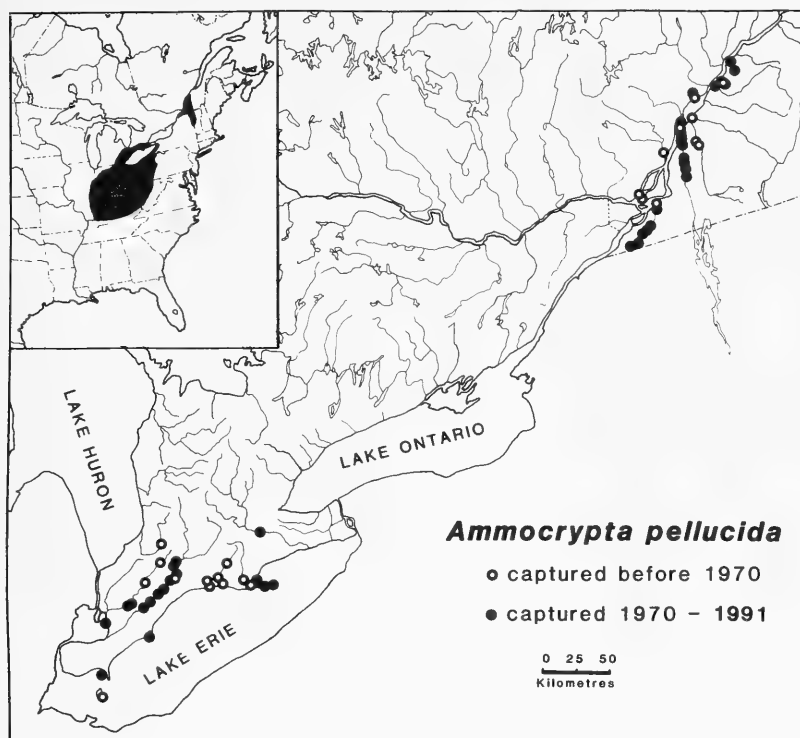 LAKE HURON
LAKE ONTARIO
Ammocrypta pellucida
captured before 1970
captured 1970 – 1991
LAKE ERIE
0 25 50
Kilometres